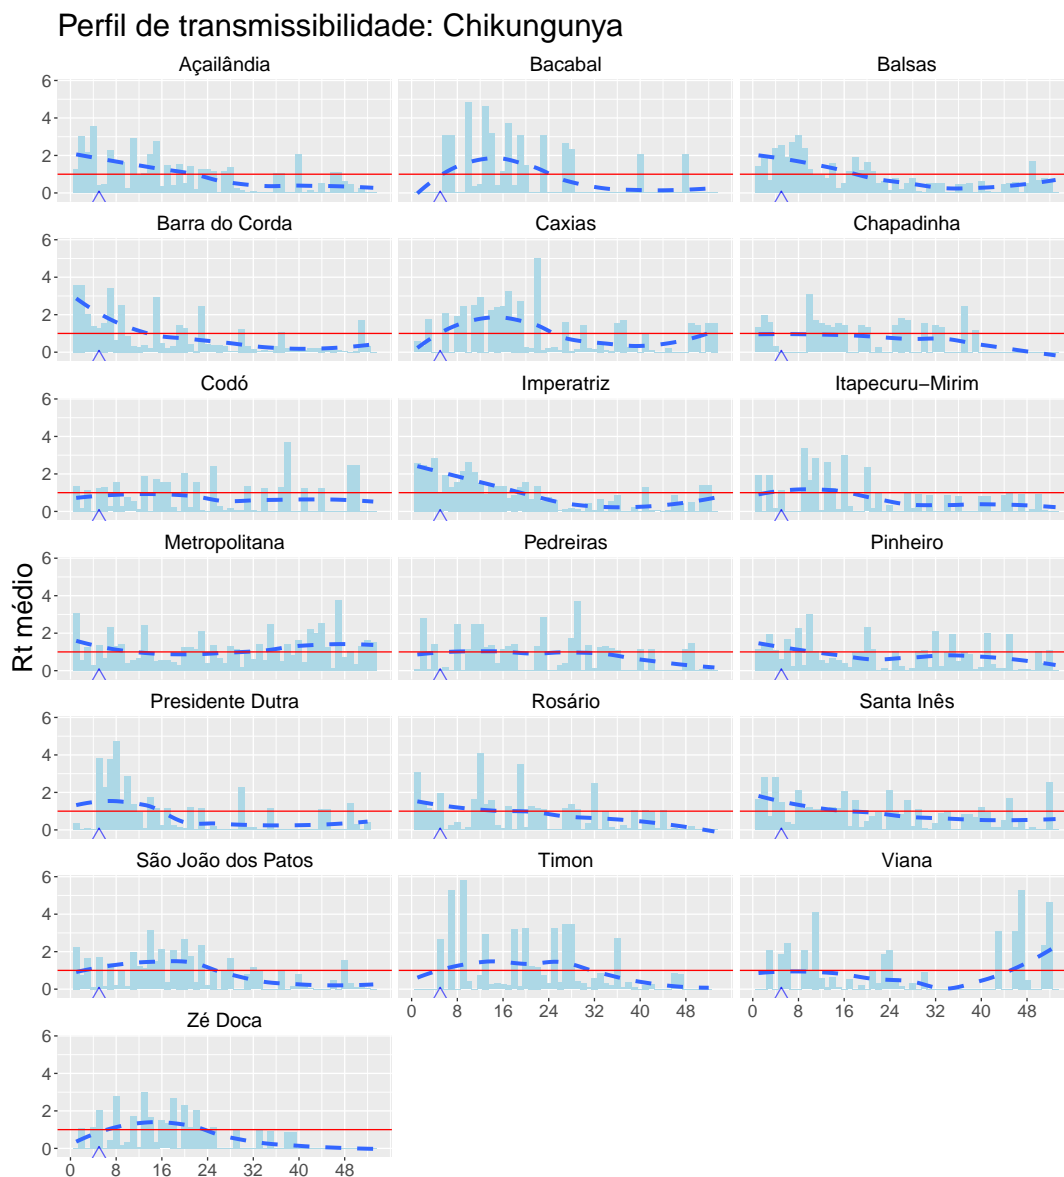 Perfil de transmissibilidade: Chikungunya
Açailândia Bacabal Balsas
6
4
2
0
Barra do Corda Caxias Chapadinha
6
4
2
0
Codó Imperatriz Itapecuru−Mirim
6
4
2
0
Metropolitana Pedreiras Pinheiro
6
4
2
0
Rt médio
Presidente Dutra Rosário Santa Inês
6
4
2
0
São João dos Patos Timon Viana
6
4
2
0
0 8 16 24 32 40 48 0 8 16 24 32 40 48
Zé Doca
6
4
2
0
0 8 16 24 32 40 48